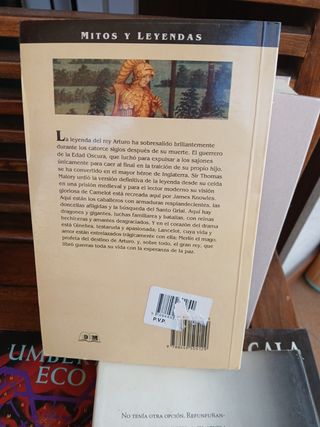 MITOS Y LEYENDAS
La leyenda del rey Arturo ha sobresalido brillantemente
durante los catorce siglos después de su muerte. El guerrero
de la Edad Oscura, que luchó para expulsar a los sajones
únicamente para caer al final en la traición de su propio hijo,
se ha convertido en el mayor héroe de Inglaterra. Sir Thomas
Malory urdió la versión definitiva de la leyenda desde su celda
en una prisión medieval y para el lector moderno su visión
gloriosa de Camelot está recreada aquí por James Knowles.
Aquí están los caballeros con armaduras resplandecientes, las
doncellas afligidas y la búsqueda del Santo Grial. Aquí hay
dragones y gigantes, luchas familiares y batallas, con reinas
hechiceras y amantes desgraciados. Y en el corazón del drama
está Ginebra, testaruda y apasionada; Lancelot, cuya vida y
amor están estrelazados trágicamente con ella; Merlín el mago,
profeta del destino de Arturo, y, sobre todo, el gran rey, que
libró guerras toda su vida con la esperanza de la paz.
P.V.P.
D M
UMBER
ECO
GALA
NO TENÍA OTRA OPCIÓN. REFUNFUÑAN-